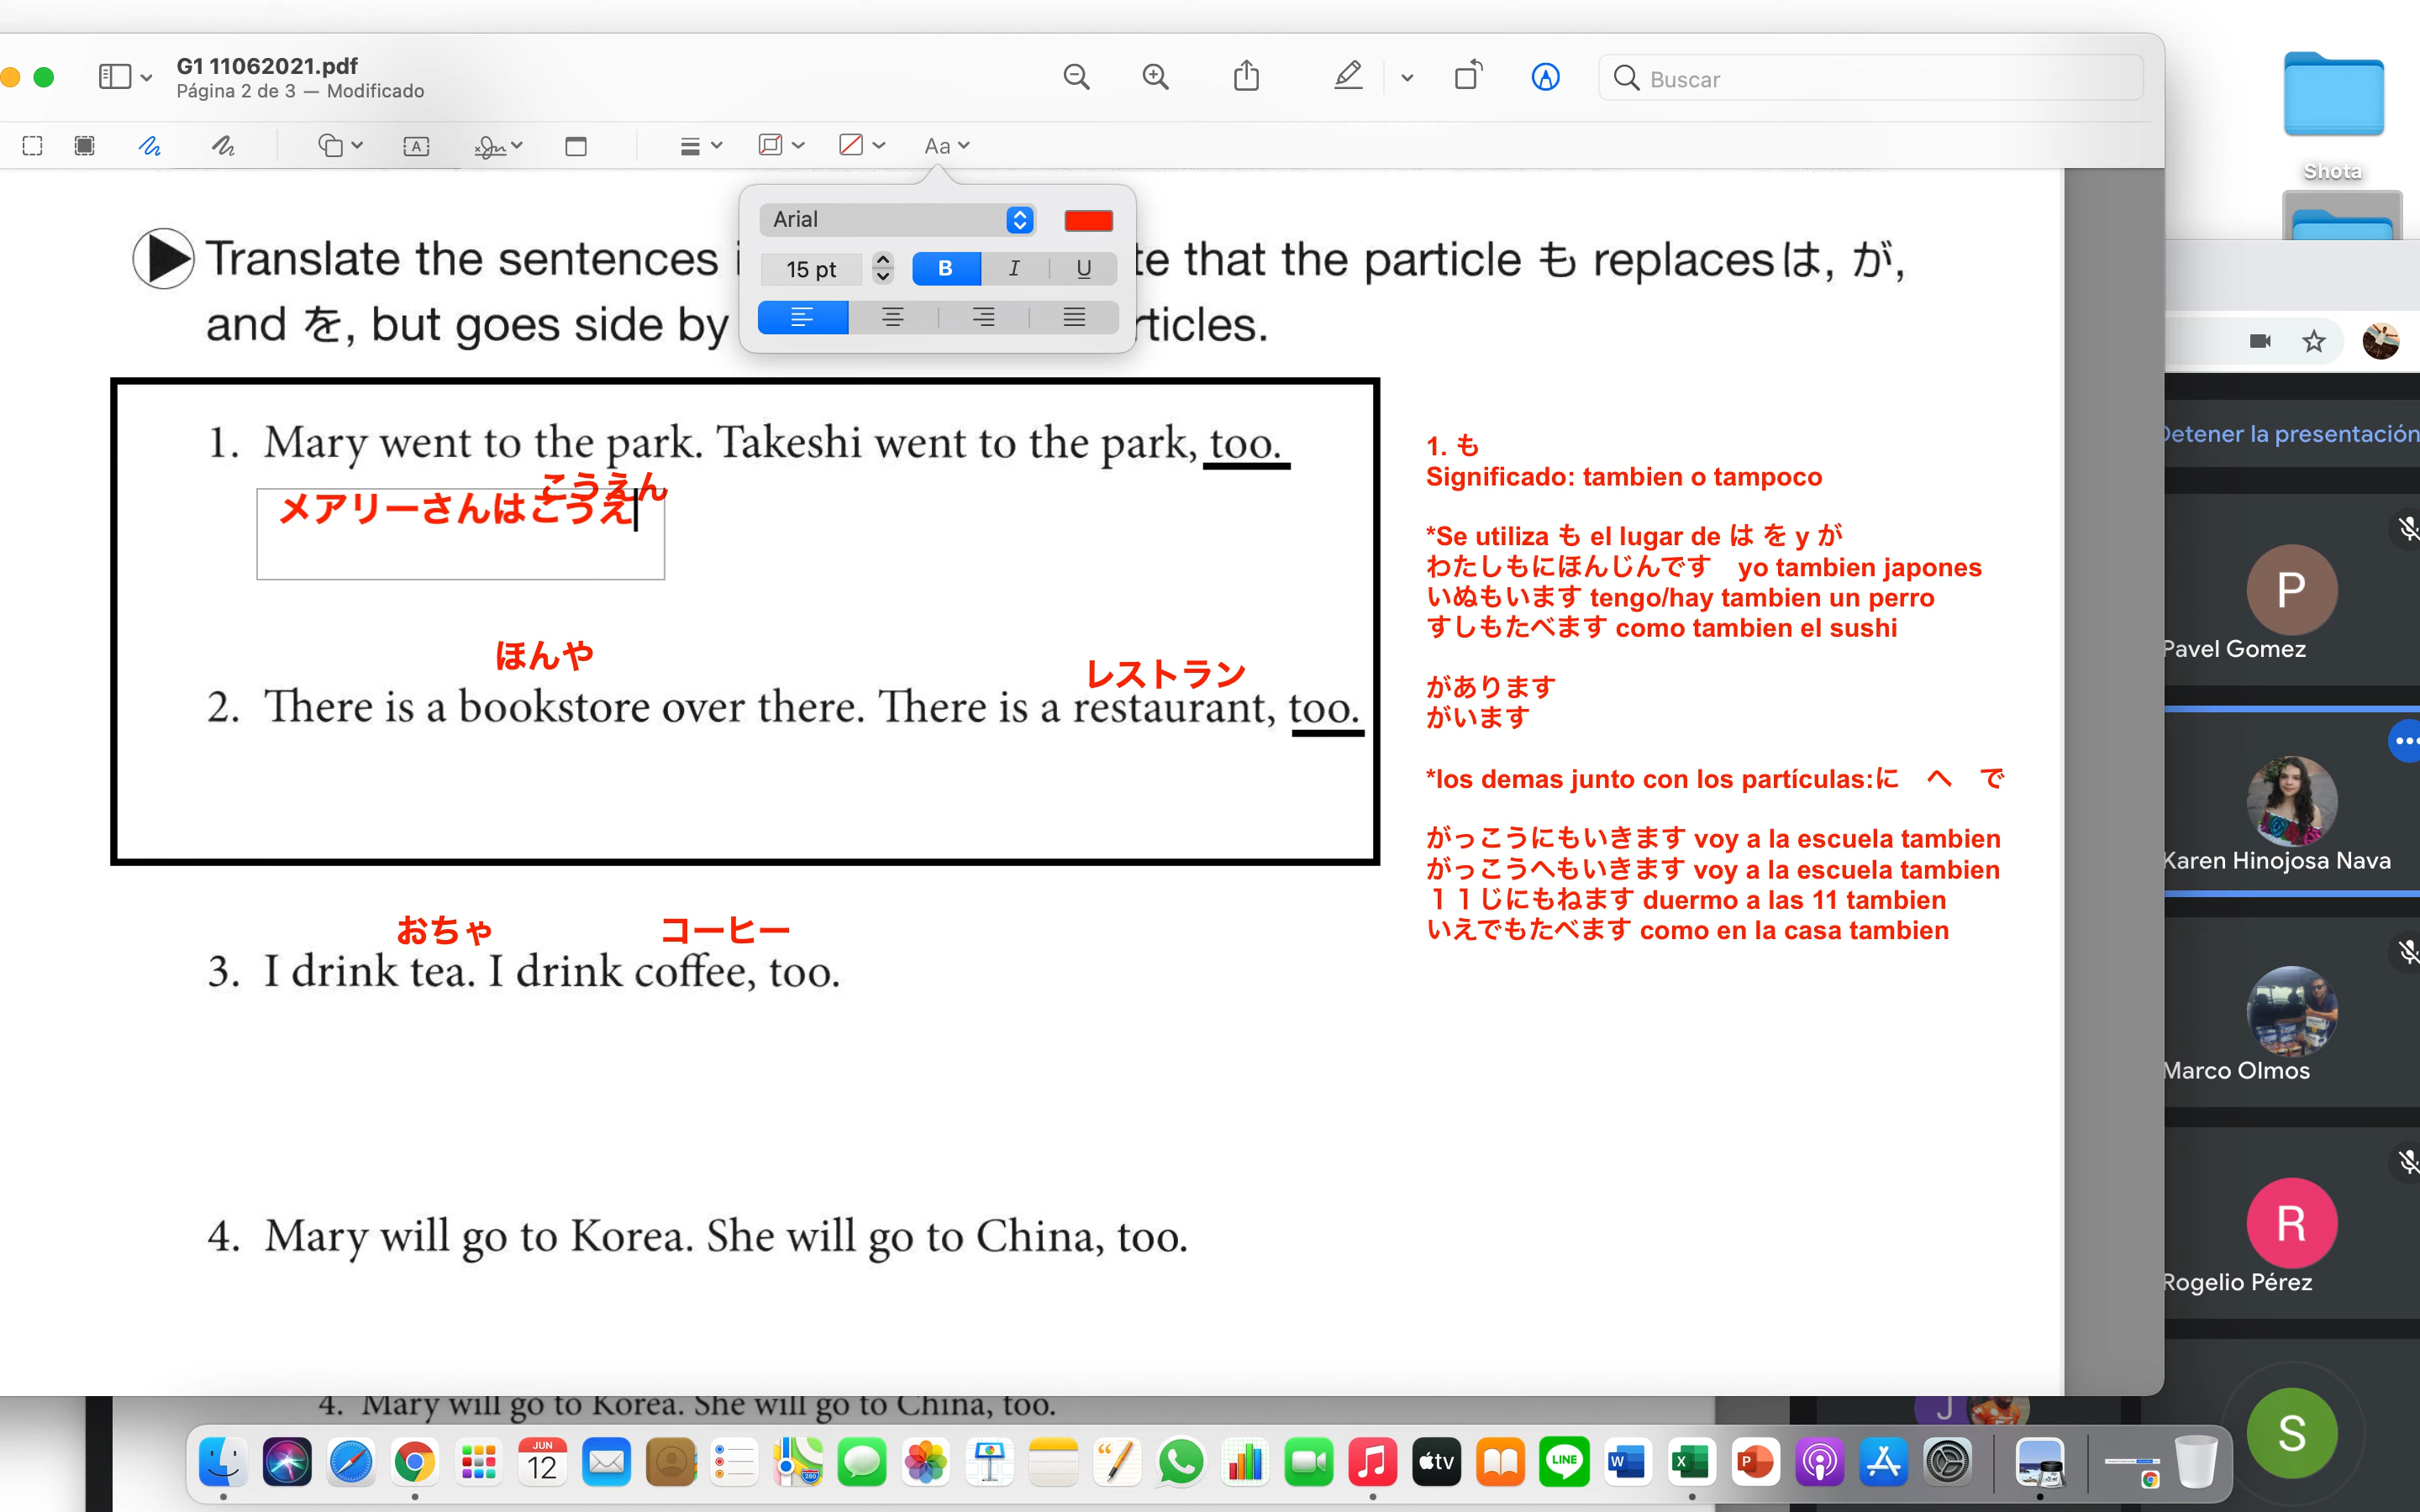 G1 11062021.pdf
Página 2 de 3 — Modificado
Buscar
Aa
Arial
15 pt
B I U
Translate the sentences
te that the particle も replaces は, が,
and を, but goes side by
rticles.
1. Mary went to the park. Takeshi went to the park, too.
こうえん
メアリーさんはこうえ
ほんや
レストラン
2. There is a bookstore over there. There is a restaurant, too.
おちゃ
コーヒー
3. I drink tea. I drink coffee, too.
4. Mary will go to Korea. She will go to China, too.
1. も
Significado: tambien o tampoco
*Se utiliza も el lugar de は を y が
わたしもにほんじんです yo tambien japones
いぬもいます tengo/hay tambien un perro
すしもたべます como tambien el sushi
があります
がいます
*los demas junto con los partículas:に へ で
がっこうにもいきます voy a la escuela tambien
がっこうへもいきます voy a la escuela tambien
１１じにもねます duermo a las 11 tambien
いえでもたべます como en la casa tambien
Shota
Detener la presentación
P
Pavel Gomez
Karen Hinojosa Nava
Marco Olmos
R
Rogelio Pérez
J
S
4. Mary will go to Korea. She will go to China, too.
JUN
12
280
tv
LINE
W
X
P